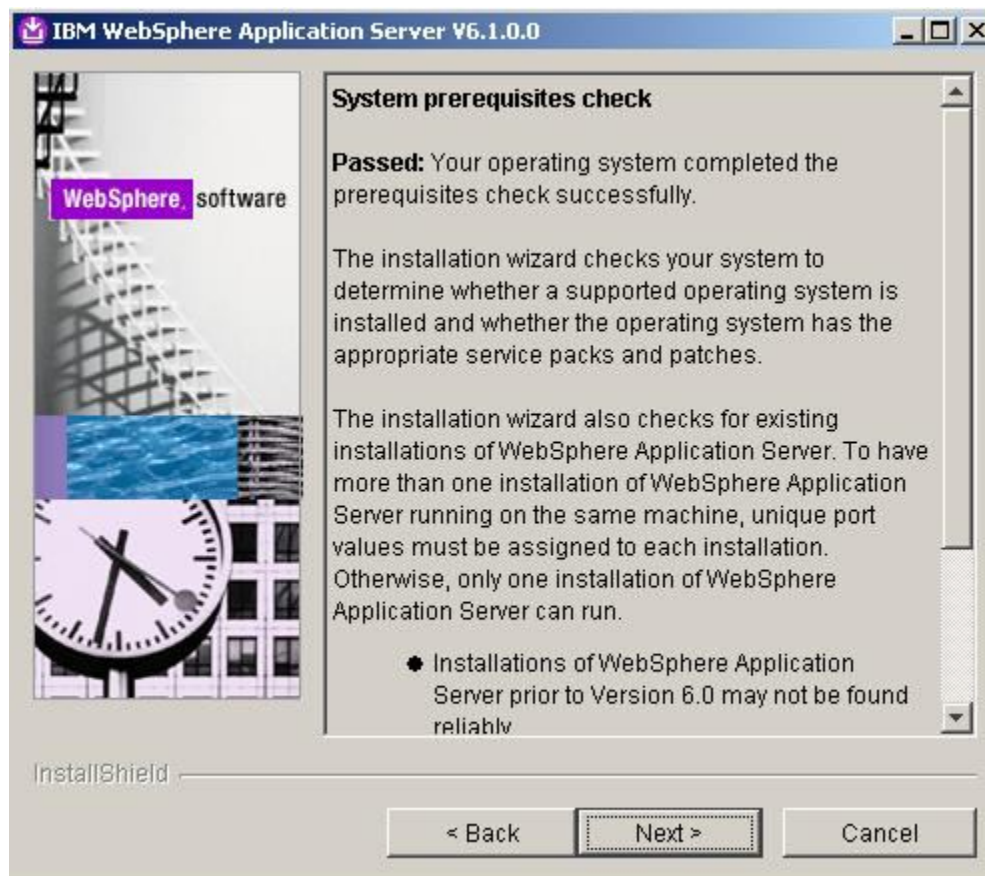 IBM WebSphere Application Server V6.1.0.0
WebSphere. software
System prerequisites check
Passed: Your operating system completed the
prerequisites check successfully.
The installation wizard checks your system to
determine whether a supported operating system is
installed and whether the operating system has the
appropriate service packs and patches.
The installation wizard also checks for existing
installations of WebSphere Application Server. To have
more than one installation of WebSphere Application
Server running on the same machine, unique port
values must be assigned to each installation.
Otherwise, only one installation of WebSphere
Application Server can run.
Installations of WebSphere Application
Server prior to Version 6.0 may not be found
reliably
InstallShield
< Back
Next >
Cancel